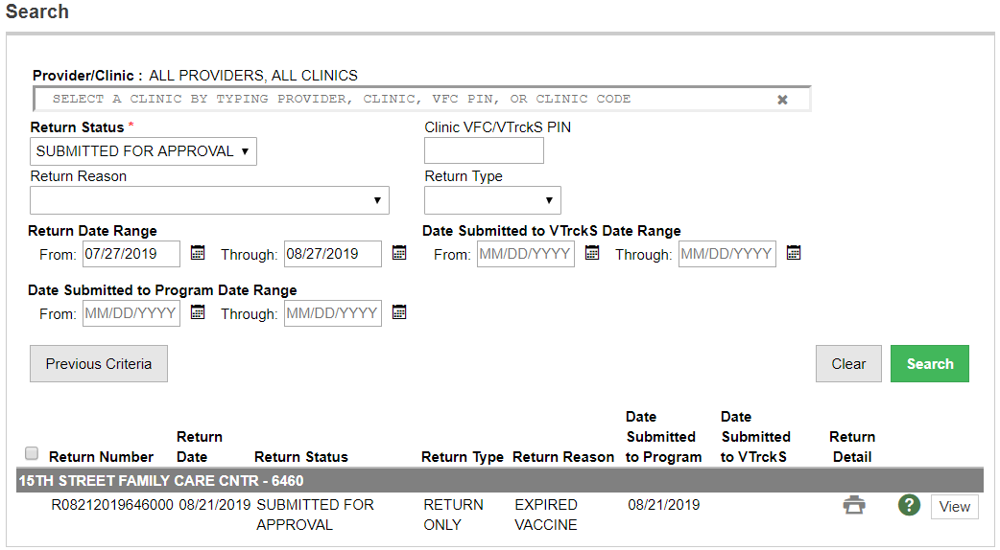 Search
Provider/Clinic : ALL PROVIDERS, ALL CLINICS
SELECT A CLINIC BY TYPING PROVIDER, CLINIC, VFC PIN, OR CLINIC CODE
Return Status * Clinic VFC/VTrckS PIN
SUBMITTED FOR APPROVAL
Return Reason Return Type
Return Date Range Date Submitted to VTrckS Date Range
From: 07/27/2019 Through: 08/27/2019 From: MM/DD/YYYY Through: MM/DD/YYYY
Date Submitted to Program Date Range
From: MM/DD/YYYY Through: MM/DD/YYYY
Previous Criteria Clear Search
Date Date
Return Submitted Submitted Return
Return Number Date Return Status Return Type Return Reason to Program to VTrckS Detail
15TH STREET FAMILY CARE CNTR - 6460
R08212019646000 08/21/2019 SUBMITTED FOR RETURN EXPIRED 08/21/2019 ? View
APPROVAL ONLY VACCINE